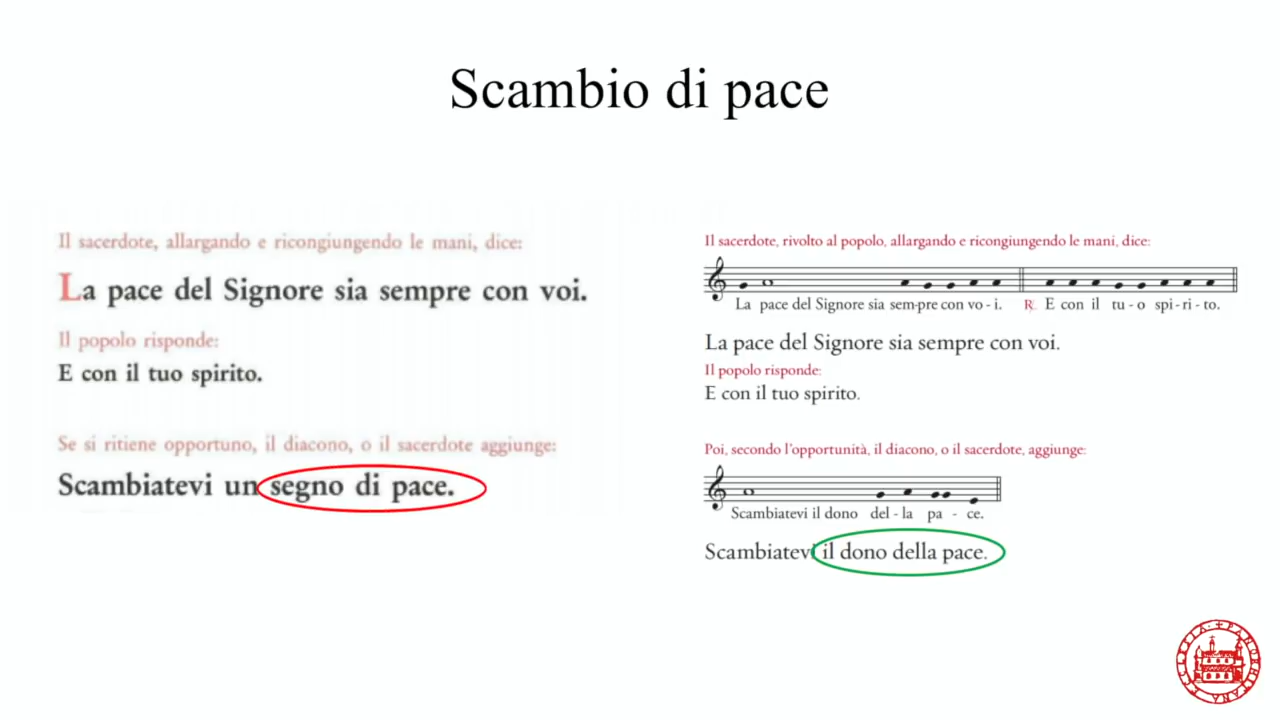 Scambio di pace
Il sacerdote, allargando e ricongiungendo le mani, dice:
La pace del Signore sia sempre con voi.
Il popolo risponde:
E con il tuo spirito.
Se si ritiene opportuno, il diacono, o il sacerdote aggiunge:
Scambiatevi un segno di pace.
Il sacerdote, rivolto al popolo, allargando e ricongiungendo le mani, dice:
La pace del Signore sia sem-pre con vo - i. R. E con il tu - o spi - ri - to.
La pace del Signore sia sempre con voi.
Il popolo risponde:
E con il tuo spirito.
Poi, secondo l'opportunità, il diacono, o il sacerdote, aggiunge:
Scambiatevi il dono del - la pa - ce.
Scambiatevi il dono della pace.
ECCLESIA + PANORMITANA